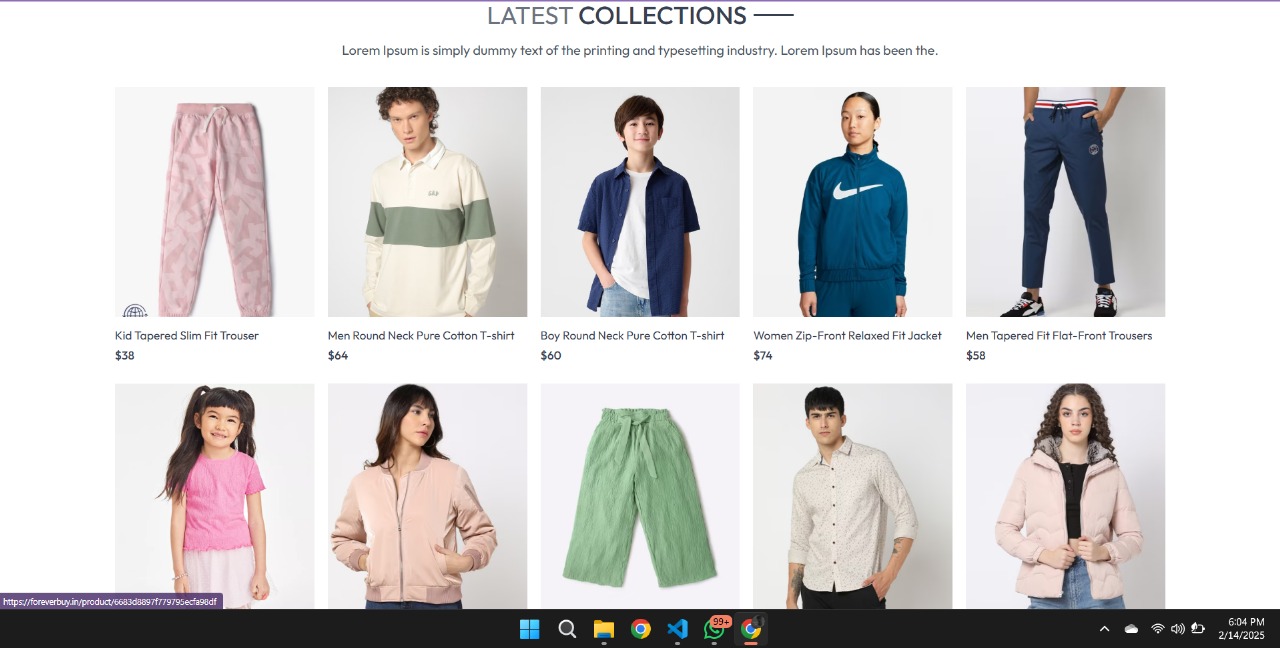 LATEST COLLECTIONS
Lorem Ipsum is simply dummy text of the printing and typesetting industry. Lorem Ipsum has been the.
GAP
Kid Tapered Slim Fit Trouser
Men Round Neck Pure Cotton T-shirt
Boy Round Neck Pure Cotton T-shirt
Women Zip-Front Relaxed Fit Jacket
Men Tapered Fit Flat-Front Trousers
$38
$64
$60
$74
$58
https://foreverbuy.in/product/6683d8897f779795ecfa98df
99+
6:04 PM
2/14/2025